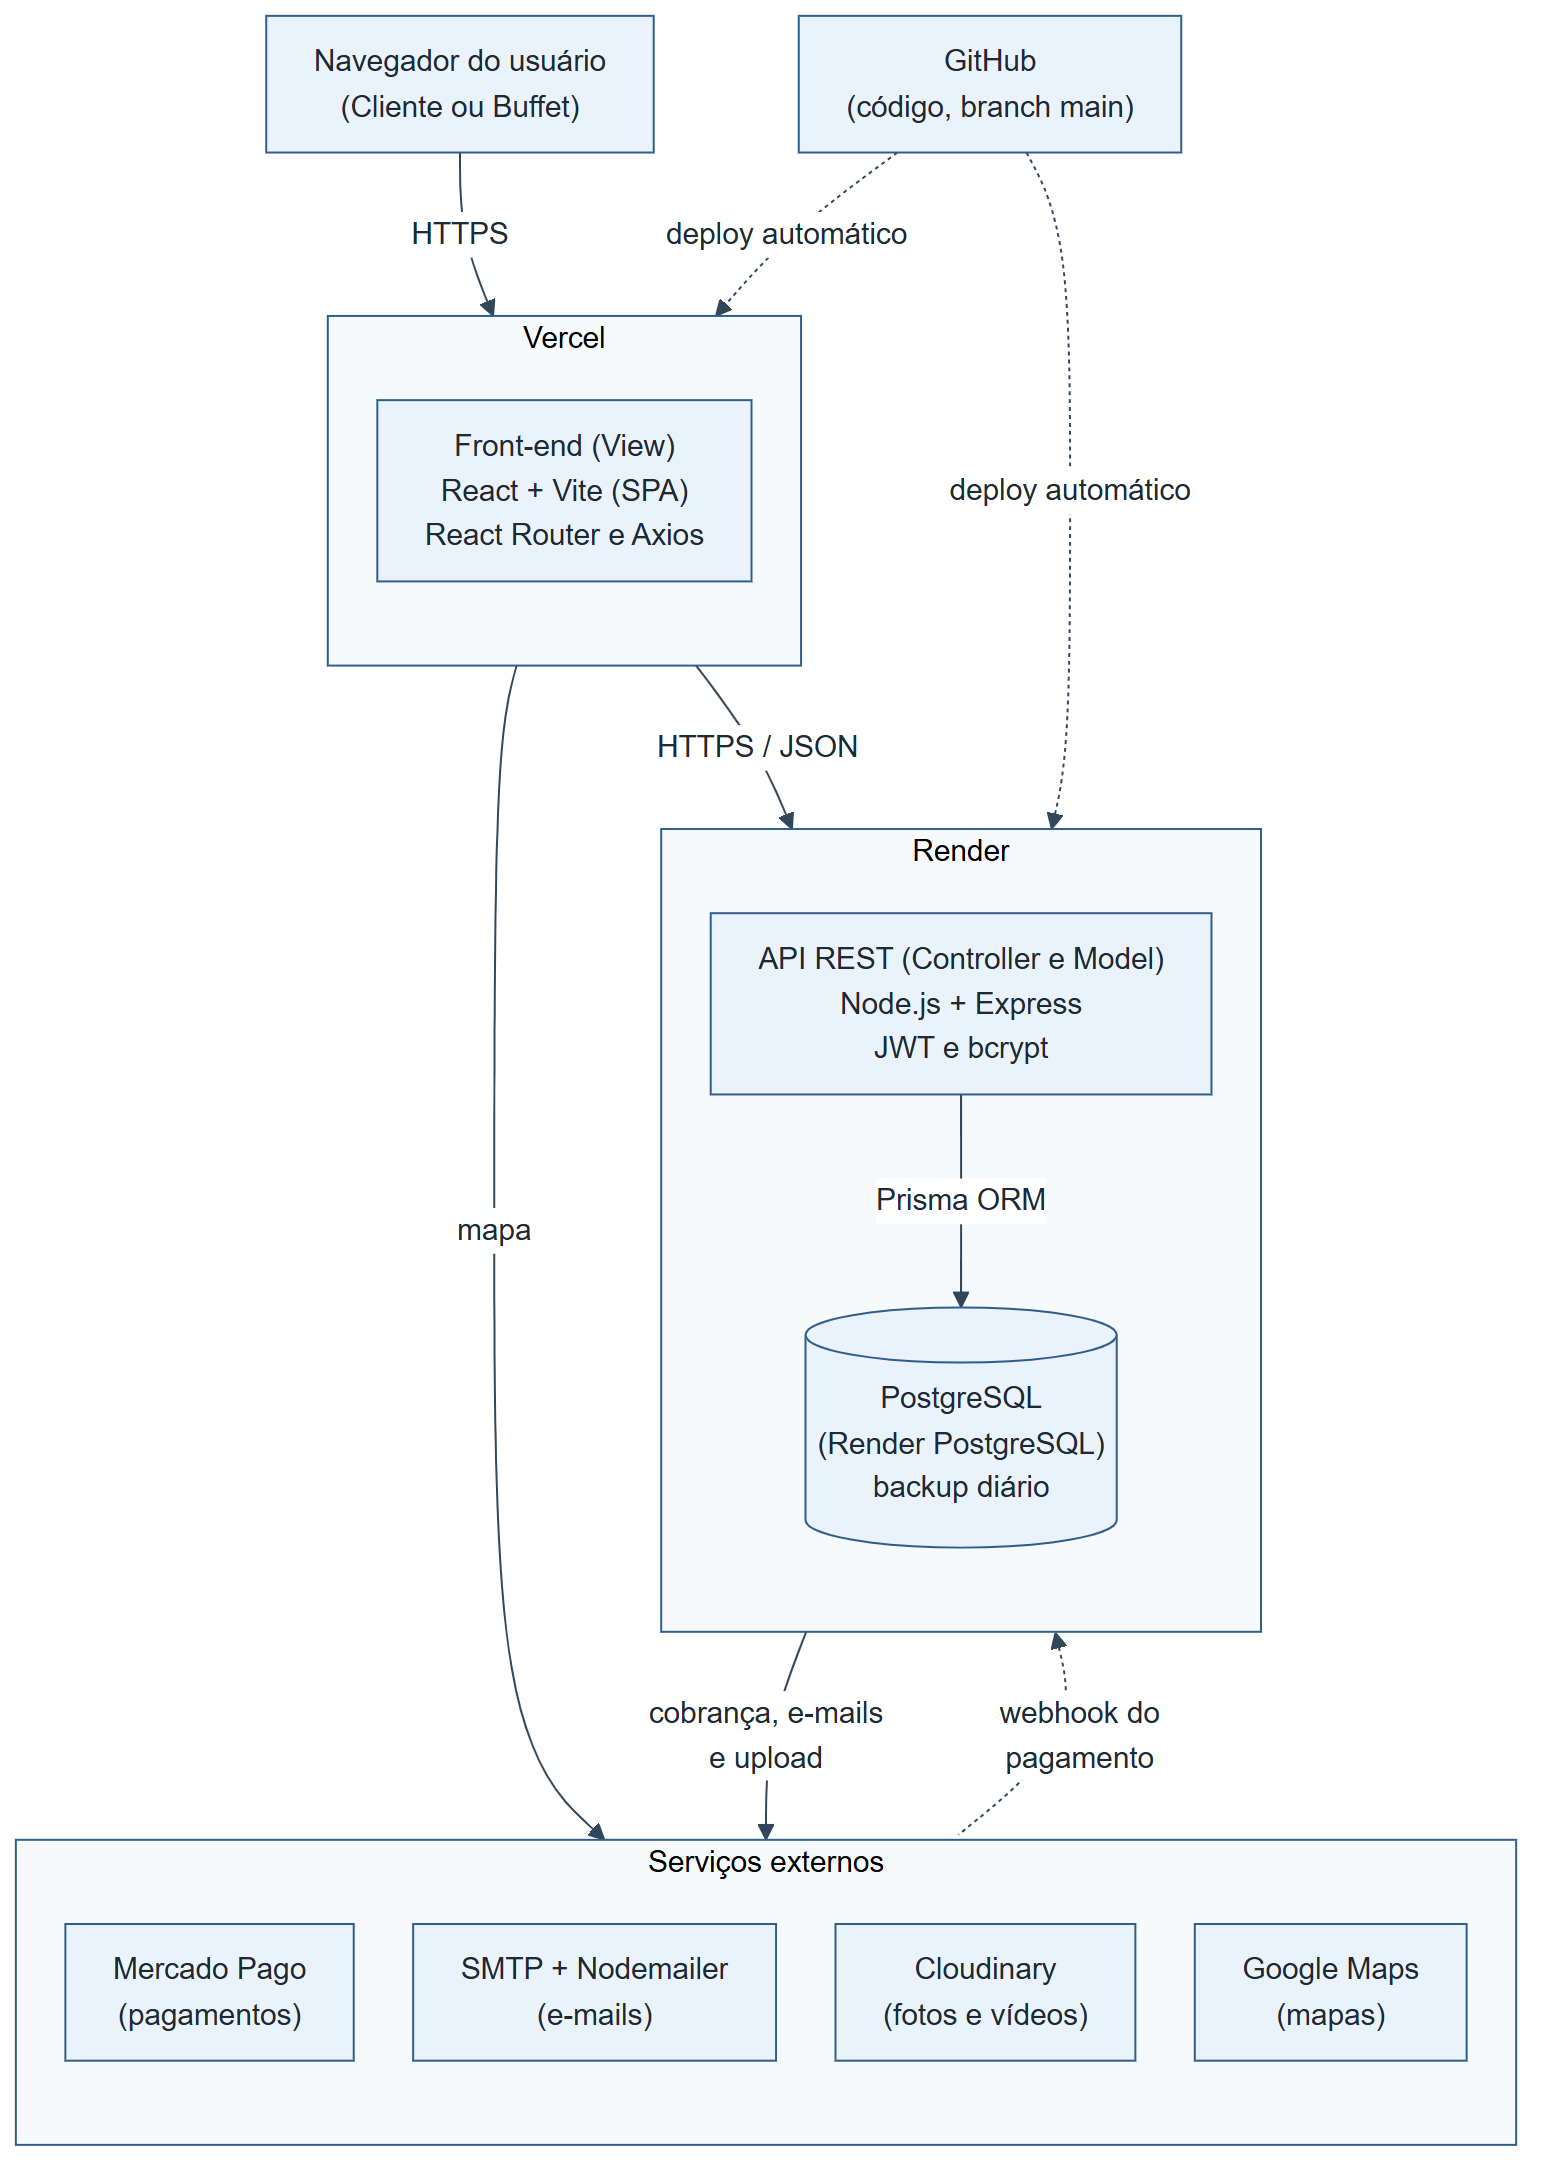 Navegador do usuário
(Cliente ou Buffet)
GitHub
(código, branch main)
HTTPS
deploy automático
Vercel
Front-end (View)
React + Vite (SPA)
React Router e Axios
deploy automático
HTTPS / JSON
Render
API REST (Controller e Model)
Node.js + Express
JWT e bcrypt
Prisma ORM
mapa
PostgreSQL
(Render PostgreSQL)
backup diário
cobrança, e-mails
e upload
webhook do
pagamento
Serviços externos
Mercado Pago
(pagamentos)
SMTP + Nodemailer
(e-mails)
Cloudinary
(fotos e vídeos)
Google Maps
(mapas)